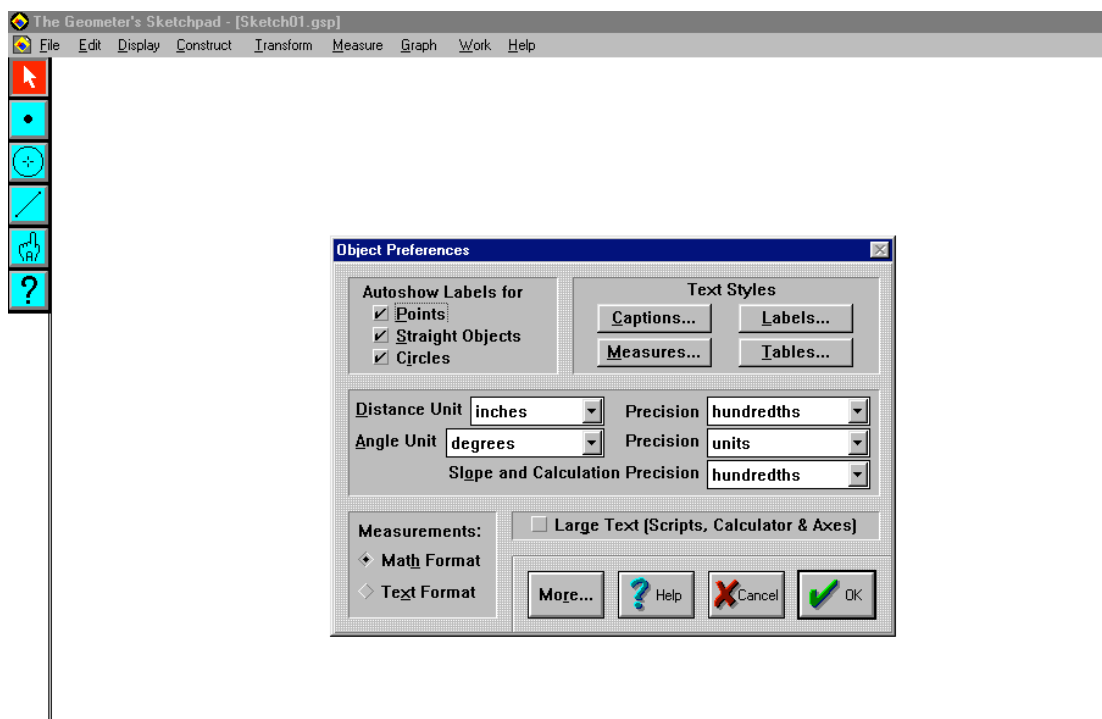 The Geometer's Sketchpad - [Sketch01.gsp]
File Edit Display Construct Transform Measure Graph Work Help
A
?
Object Preferences
Autoshow Labels for
Points
Straight Objects
Circles
Text Styles
Captions... Labels...
Measures... Tables...
Distance Unit inches Precision hundredths
Angle Unit degrees Precision units
Slope and Calculation Precision hundredths
Measurements:
Math Format
Text Format
Large Text (Scripts, Calculator & Axes)
More... ? Help Cancel OK